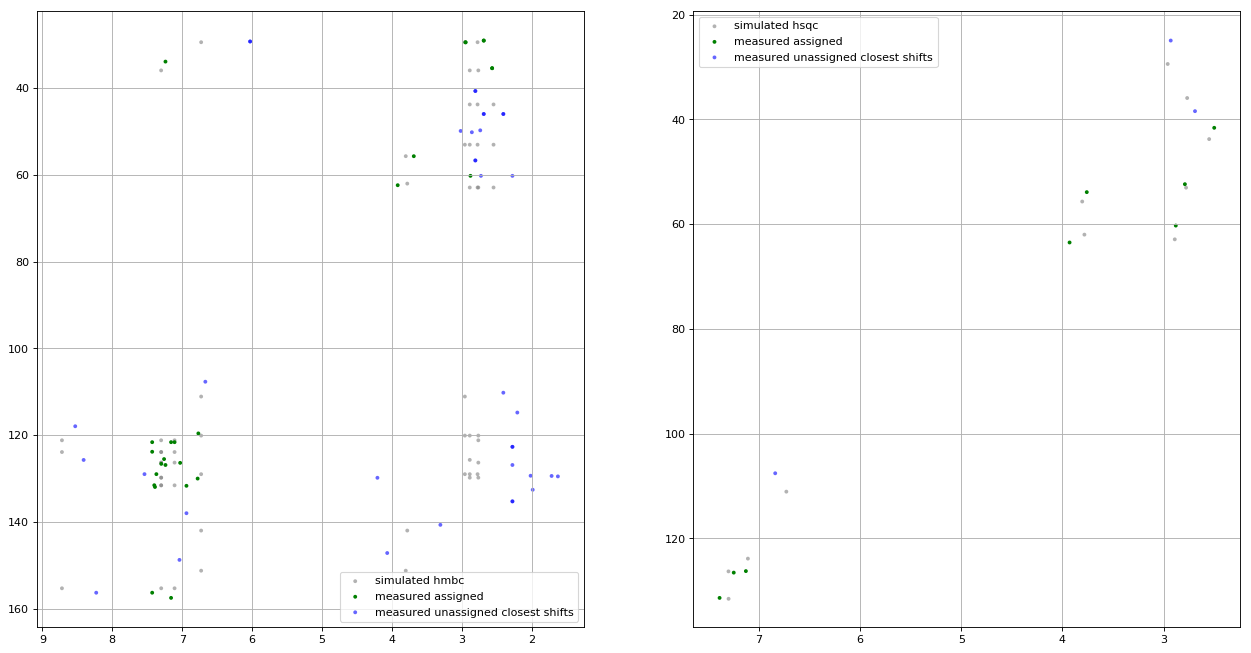 40
60
80
100
120
140
160
9 8 7 6 5 4 3 2
simulated hmbc
measured assigned
measured unassigned closest shifts
20
40
60
80
100
120
7 6 5 4 3
simulated hsqc
measured assigned
measured unassigned closest shifts